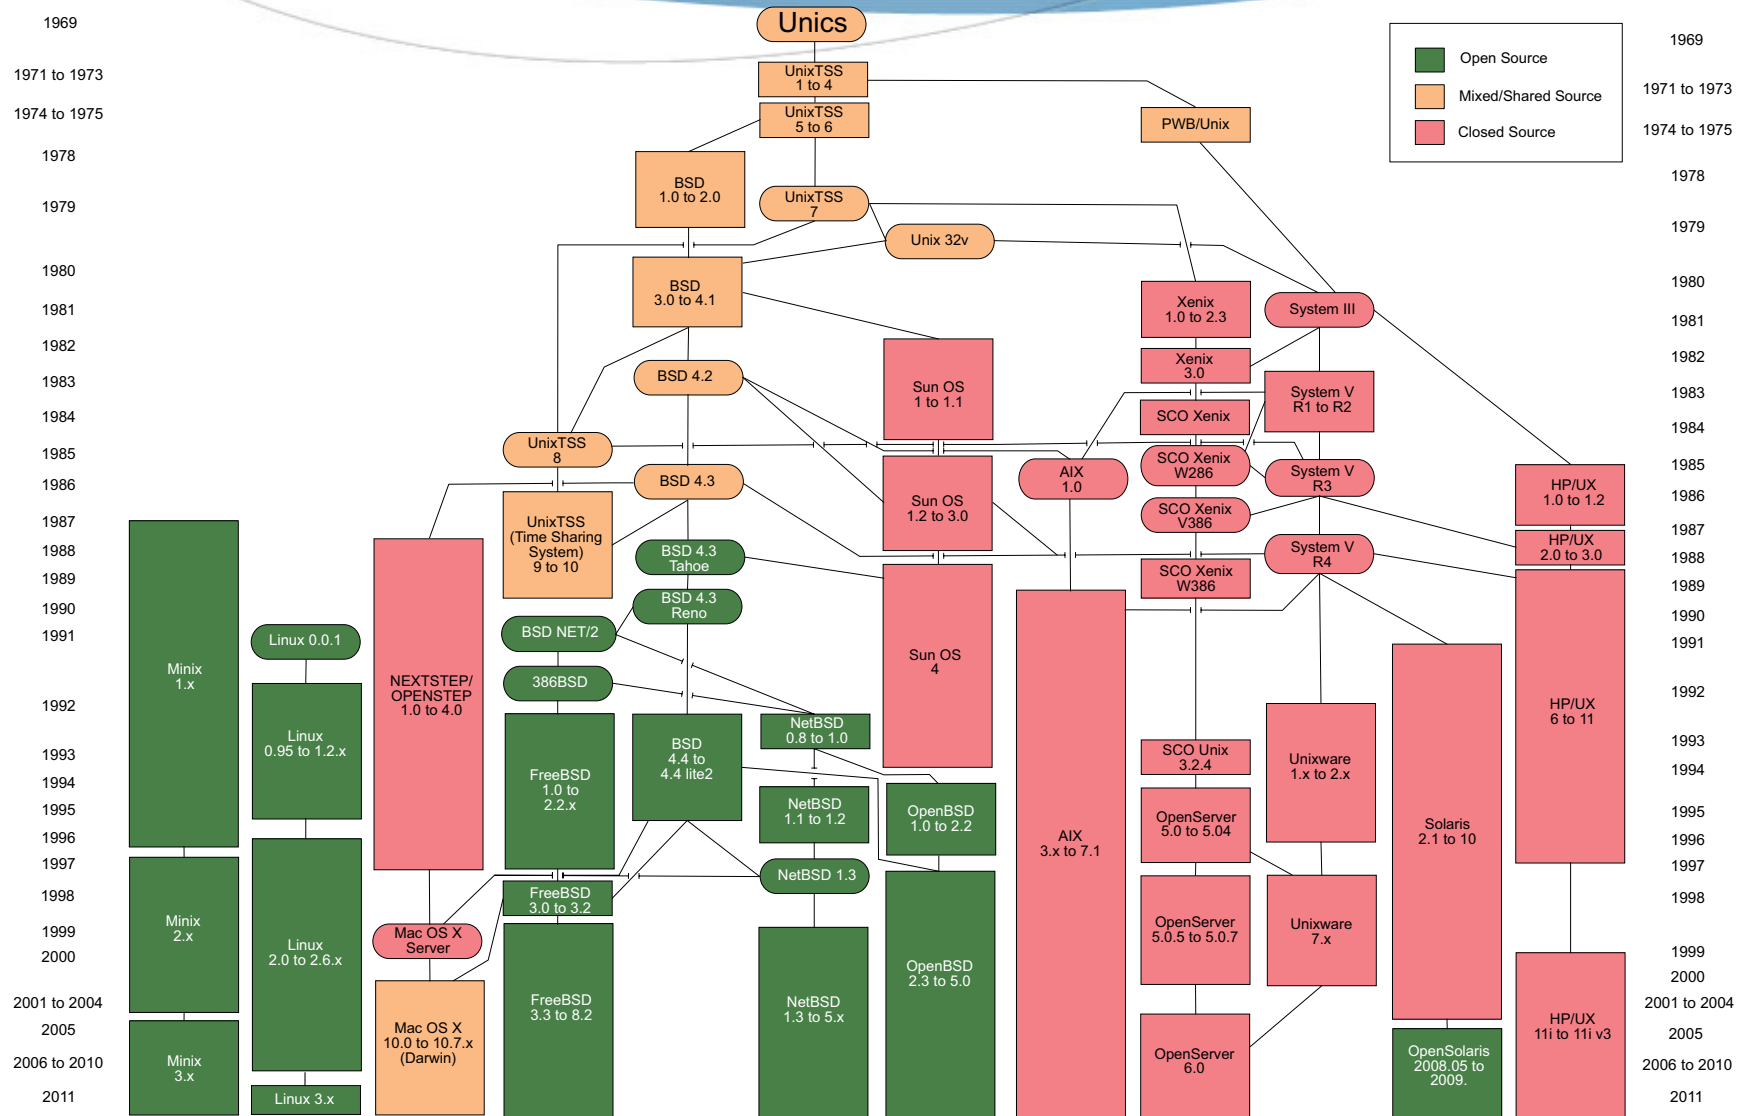 Unics
1969
1971 to 1973
1974 to 1975
1978
1979
1980
1981
1982
1983
1984
1985
1986
1987
1988
1989
1990
1991
1992
1993
1994
1995
1996
1997
1998
1999
2000
2001 to 2004
2005
2006 to 2010
2011
1969
1971 to 1973
1974 to 1975
1978
1979
1980
1981
1982
1983
1984
1985
1986
1987
1988
1989
1990
1991
1992
1993
1994
1995
1996
1997
1998
1999
2000
2001 to 2004
2005
2006 to 2010
2011
Open Source
Mixed/Shared Source
Closed Source
UnixTSS
1 to 4
UnixTSS
5 to 6
PWB/Unix
BSD
1.0 to 2.0
UnixTSS
7
Unix 32v
BSD
3.0 to 4.1
Xenix
1.0 to 2.3
System III
Xenix
3.0
BSD 4.2
Sun OS
1 to 1.1
System V
R1 to R2
SCO Xenix
UnixTSS
8
SCO Xenix
W286
AIX
1.0
System V
R3
BSD 4.3
Sun OS
1.2 to 3.0
HP/UX
1.0 to 1.2
UnixTSS
(Time Sharing
System)
9 to 10
SCO Xenix
V386
BSD 4.3
Tahoe
System V
R4
HP/UX
2.0 to 3.0
SCO Xenix
W386
BSD 4.3
Reno
BSD NET/2
Linux 0.0.1
Minix
1.x
NEXTSTEP/
OPENSTEP
1.0 to 4.0
386BSD
Sun OS
4
HP/UX
6 to 11
Linux
0.95 to 1.2.x
NetBSD
0.8 to 1.0
BSD
4.4 to
4.4 lite2
SCO Unix
3.2.4
Unixware
1.x to 2.x
FreeBSD
1.0 to
2.2.x
NetBSD
1.1 to 1.2
OpenBSD
1.0 to 2.2
OpenServer
5.0 to 5.04
Solaris
2.1 to 10
AIX
3.x to 7.1
NetBSD 1.3
FreeBSD
3.0 to 3.2
Minix
2.x
Mac OS X
Server
Linux
2.0 to 2.6.x
OpenServer
5.0.5 to 5.0.7
Unixware
7.x
OpenBSD
2.3 to 5.0
FreeBSD
3.3 to 8.2
NetBSD
1.3 to 5.x
Mac OS X
10.0 to 10.7.x
(Darwin)
HP/UX
11i to 11i v3
Minix
3.x
OpenServer
6.0
OpenSolaris
2008.05 to
2009.
Linux 3.x